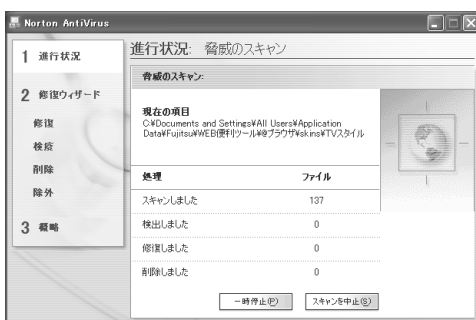 Norton AntiVirus
1 進行状況
2 修復ウィザード
修復
検疫
削除
除外
3 概略
進行状況: 脅威のスキャン
脅威のスキャン:
現在の項目
C:¥Documents and Settings¥All Users¥Application
Data¥Fujitsu¥WEB便利ツール¥@ブラウザ¥skins¥TVスタイル
処理 ファイル
スキャンしました 137
検出しました 0
修復しました 0
削除しました 0
一時停止(P) スキャンを中止(S)